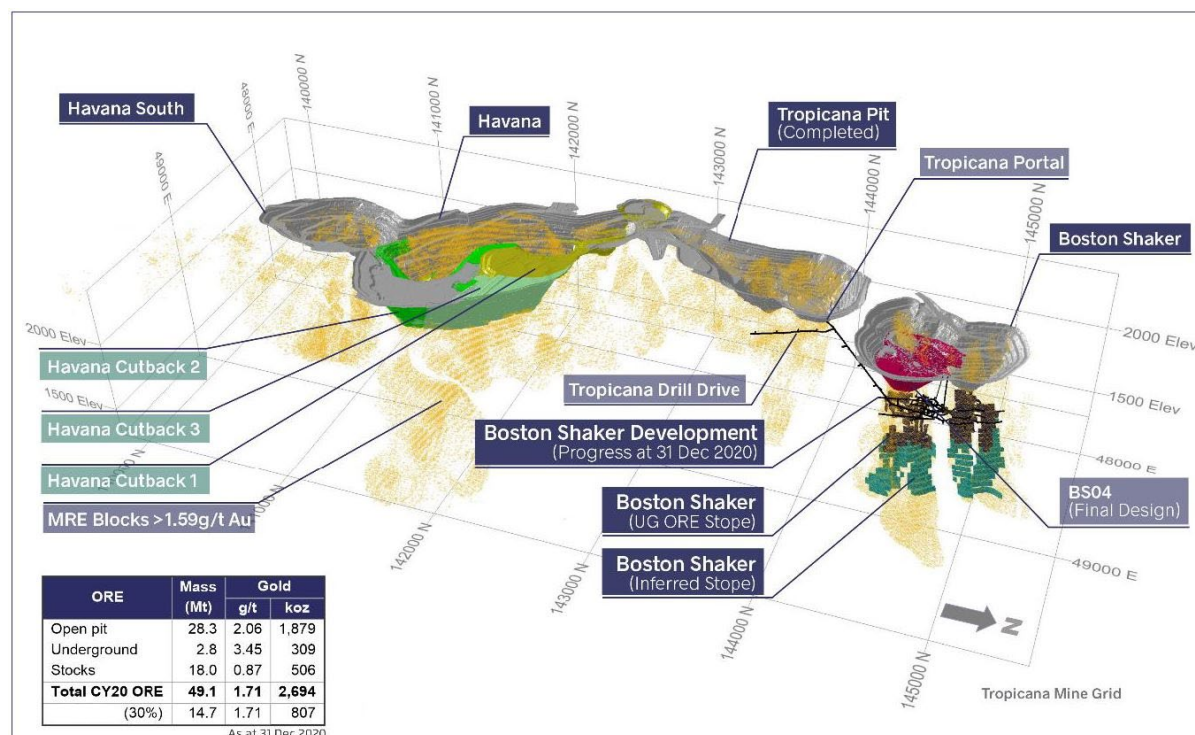 Havana South
48000 E
140000 N
49000 E
141000 N
Havana
142000 N
143000 N
Tropicana Pit
(Completed)
144000 N
Tropicana Portal
145000 N
Boston Shaker
2000 Elev
2000 Elev
Havana Cutback 2
1500 Elev
1500 Elev
Havana Cutback 3
Tropicana Drill Drive
Boston Shaker Development
(Progress at 31 Dec 2020)
48000 E
Havana Cutback 1
MRE Blocks >1.59g/t Au
Boston Shaker
(UG ORE Stope)
BS04
(Final Design)
142000 N
143000 N
Boston Shaker
(Inferred Stope)
49000 E
144000 N
145000 N
N
Tropicana Mine Grid
ORE Mass (Mt) Gold
g/t koz
Open pit 28.3 2.06 1,879
Underground 2.8 3.45 309
Stocks 18.0 0.87 506
Total CY20 ORE 49.1 1.71 2,694
(30%) 14.7 1.71 807
As at 31 Dec 2020